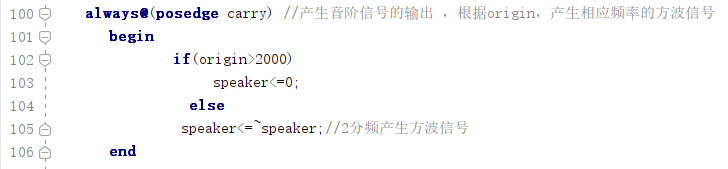 100 always@(posedge carry) //产生音阶信号的输出 ，根据origin，产生相应频率的方波信号
101 begin
102 if(origin>2000)
103 speaker<=0;
104 else
105 speaker<=~speaker;//2分频产生方波信号
106 end